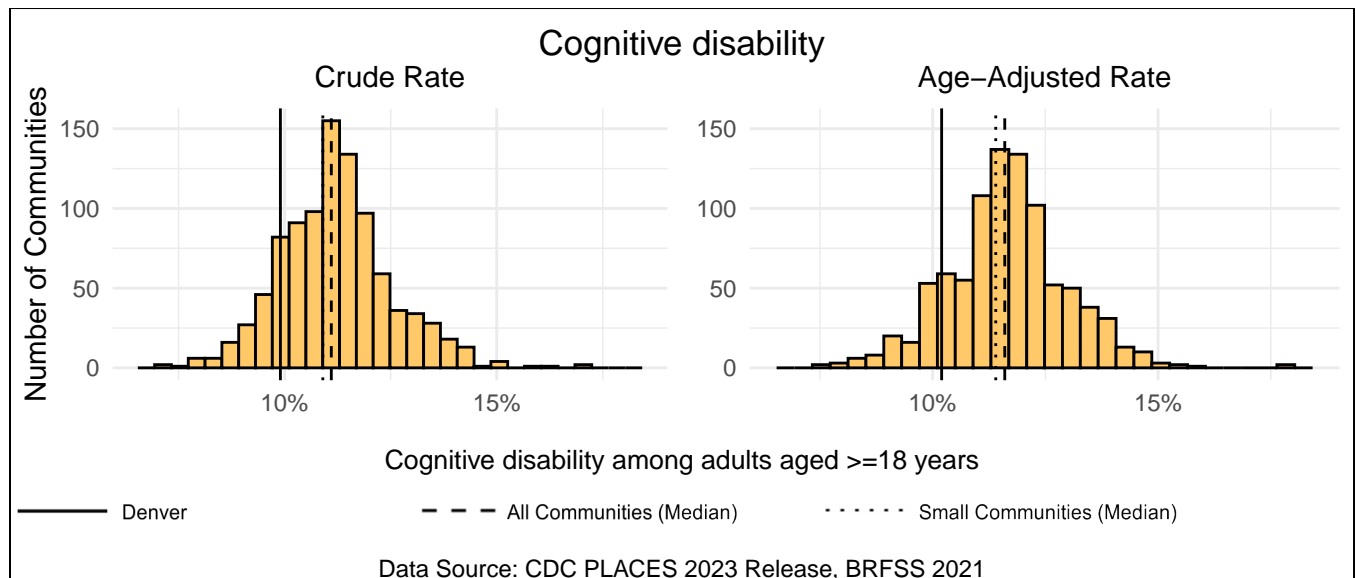 Cognitive disability
Crude Rate
Age−Adjusted Rate
Number of Communities
150
100
50
0
10%
15%
150
100
50
0
10%
15%
Cognitive disability among adults aged >=18 years
Denver
All Communities (Median)
Small Communities (Median)
Data Source: CDC PLACES 2023 Release, BRFSS 2021